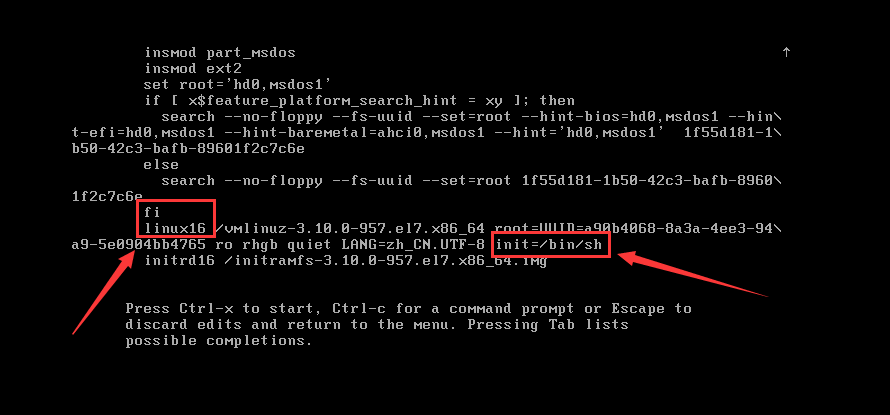 insmod part_msdos ↑
insmod ext2
set root='hd0,msdos1'
if [ x$feature_platform_search_hint = xy ]; then
search --no-floppy --fs-uuid --set=root --hint-bios=hd0,msdos1 --hin\
t-efi=hd0,msdos1 --hint-baremetal=ahci0,msdos1 --hint='hd0,msdos1' 1f55d181-1\
b50-42c3-bafb-89601f2c7c6e
else
search --no-floppy --fs-uuid --set=root 1f55d181-1b50-42c3-bafb-8960\
1f2c7c6e
fi
linux16 /vmlinuz-3.10.0-957.el7.x86_64 root=UUID=a90b4068-8a3a-4ee3-94\
a9-5e0904bb4765 ro rhgb quiet LANG=zh_CN.UTF-8 init=/bin/sh
initrd16 /initramfs-3.10.0-957.el7.x86_64.img
Press Ctrl-x to start, Ctrl-c for a command prompt or Escape to
discard edits and return to the menu. Pressing Tab lists
possible completions.